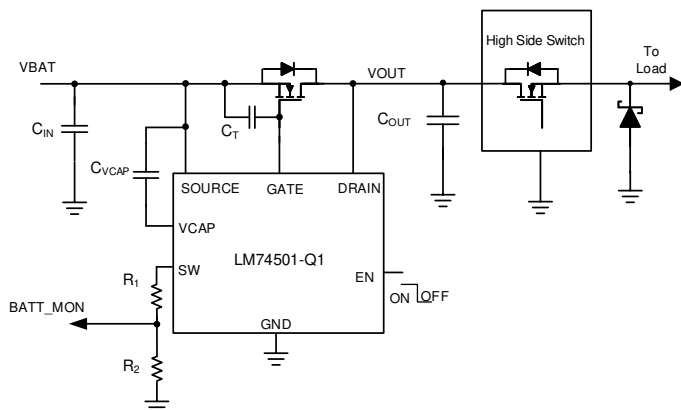 High Side Switch
To
Load
VBAT
VOUT
CIN
CT
COUT
CVCAP
SOURCE
GATE
DRAIN
VCAP
LM74501-Q1
SW
EN
R1
ON
OFF
BATT_MON
GND
R2